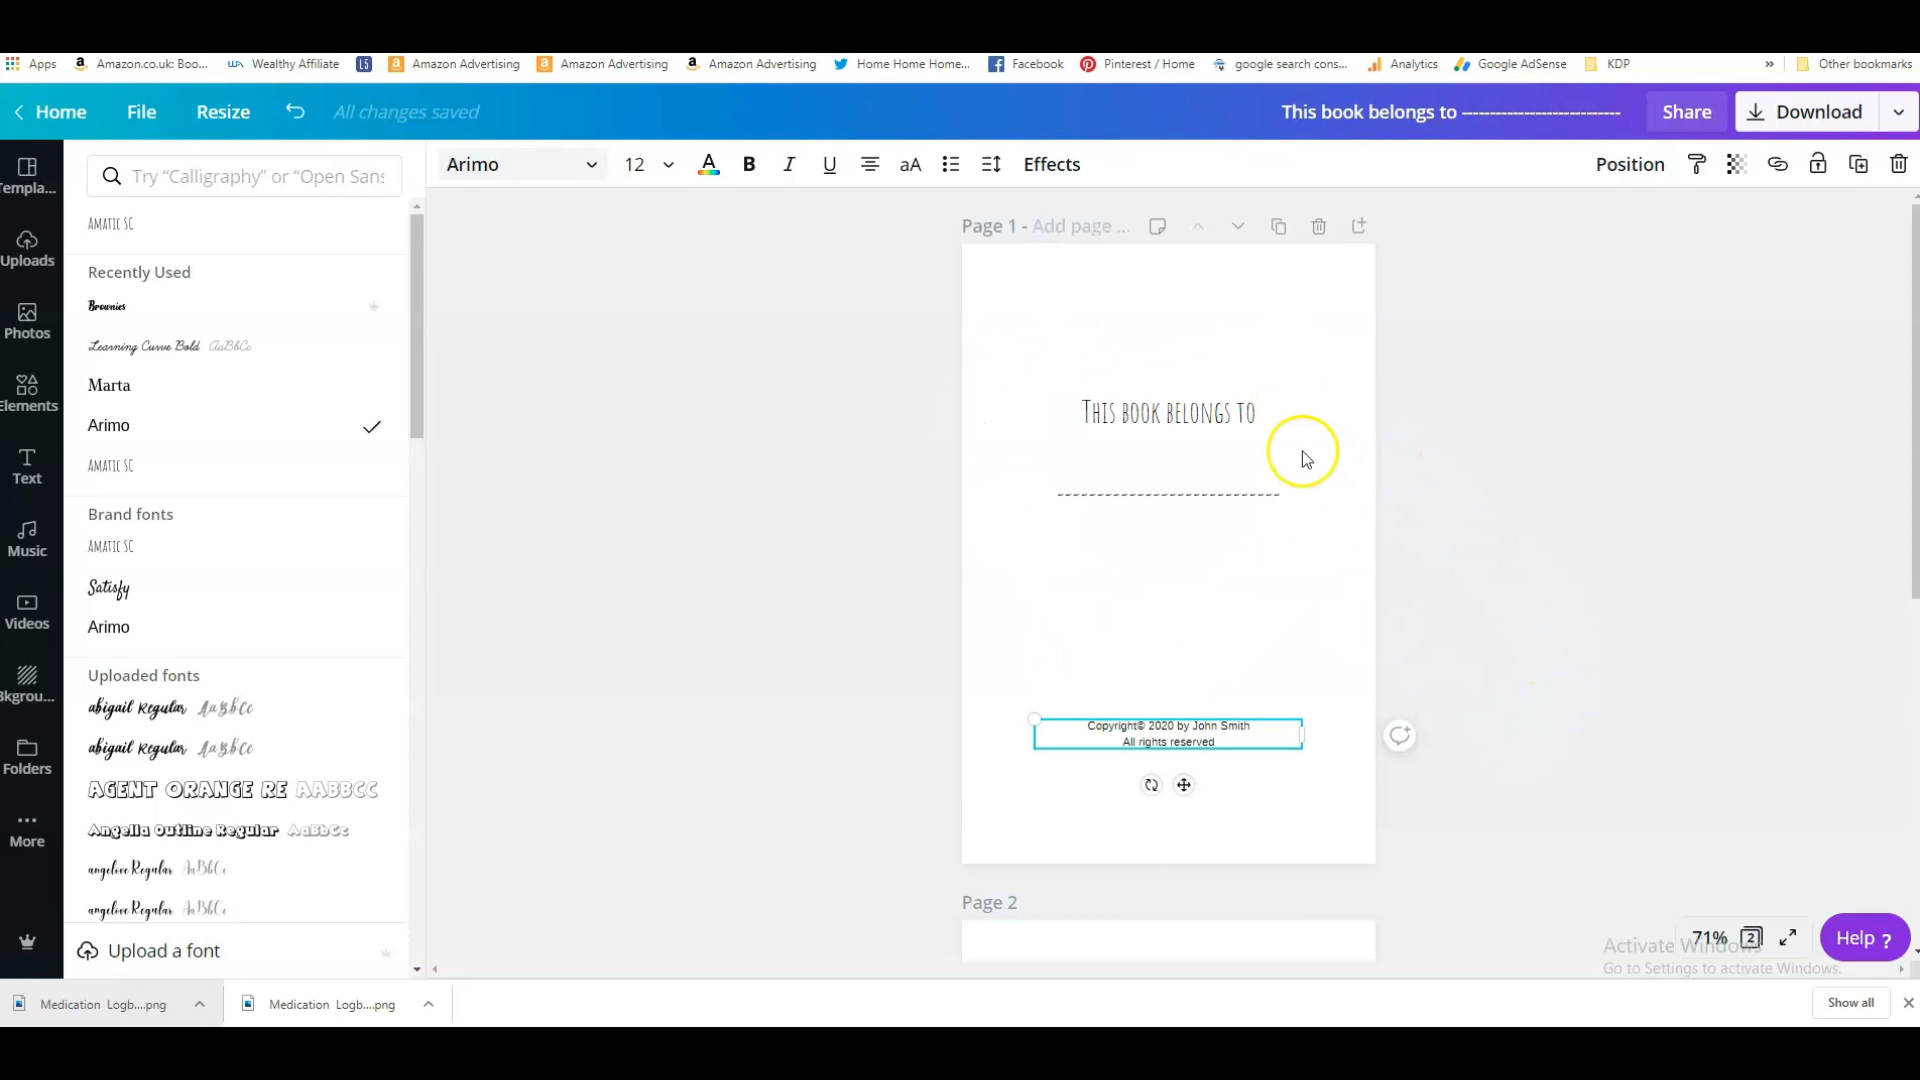 Apps Amazon.co.uk: Boo... Wealthy Affiliate Amazon Advertising Amazon Advertising Amazon Advertising Home Home Home... Facebook Pinterest / Home google search cons... Analytics Google AdSense KDP » Other bookmarks
Home File Resize All changes saved This book belongs to --------------------------- Share Download
Templa...
Uploads
Photos
Elements
Text
Music
Videos
Bkgrou...
Folders
More
Try “Calligraphy” or “Open Sans
Amatic SC
Recently Used
Brownies
Learning Curve Bold AaBbCc
Marta
Arimo
Amatic SC
Brand fonts
Amatic SC
Satisfy
Arimo
Uploaded fonts
abigail Regular AaBbCc
abigail Regular AaBbCc
AGENT ORANGE RE AABBCC
Angella Outline Regular AaBbCc
angelove Regular AaBbCc
angelove Regular AaBbCc
Upload a font
Arimo 12 A B I U aA Effects Position
Page 1 - Add page ...
This book belongs to
---------------------------
Copyright© 2020 by John Smith
All rights reserved
Page 2
71% 2 Help ?
Activate Windows
Go to Settings to activate Windows.
Medication Logb....png Medication Logb....png Show all